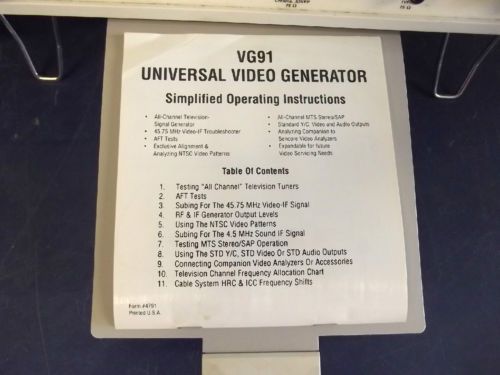 VG91
UNIVERSAL VIDEO GENERATOR
Simplified Operating Instructions
• All-Channel Television-
Signal Generator
• 45.75 MHz Video-IF Troubleshooter
• AFT Tests
• Exclusive Alignment &
Analyzing NTSC Video Patterns
• All-Channel MTS Stereo/SAP
• Standard Y/C, Video and Audio Outputs
• Analyzing Companion to
Sencore Video Analyzers
• Expandable for future
Video Servicing Needs
Table Of Contents
1. Testing "All Channel" Television Tuners
2. AFT Tests
3. Subing For The 45.75 MHz Video-IF Signal
4. RF & IF Generator Output Levels
5. Using The NTSC Video Patterns
6. Subing For The 4.5 MHz Sound IF Signal
7. Testing MTS Stereo/SAP Operation
8. Using The STD Y/C, STD Video Or STD Audio Outputs
9. Connecting Companion Video Analyzers Or Accessories
10. Television Channel Frequency Allocation Chart
11. Cable System HRC & ICC Frequency Shifts
Form #4791
Printed U.S.A.